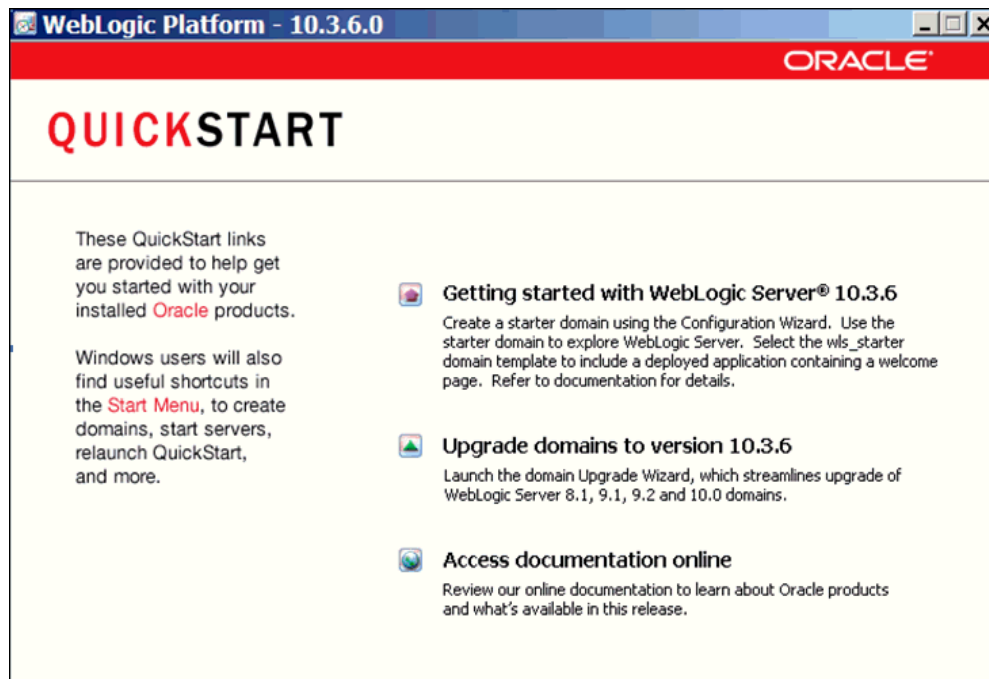 WebLogic Platform - 10.3.6.0
ORACLE®
QUICKSTART
These QuickStart links
are provided to help get
you started with your
installed Oracle products.
Windows users will also
find useful shortcuts in
the Start Menu, to create
domains, start servers,
relaunch QuickStart,
and more.
Getting started with WebLogic Server® 10.3.6
Create a starter domain using the Configuration Wizard. Use the
starter domain to explore WebLogic Server. Select the wls_starter
domain template to include a deployed application containing a welcome
page. Refer to documentation for details.
Upgrade domains to version 10.3.6
Launch the domain Upgrade Wizard, which streamlines upgrade of
WebLogic Server 8.1, 9.1, 9.2 and 10.0 domains.
Access documentation online
Review our online documentation to learn about Oracle products
and what's available in this release.